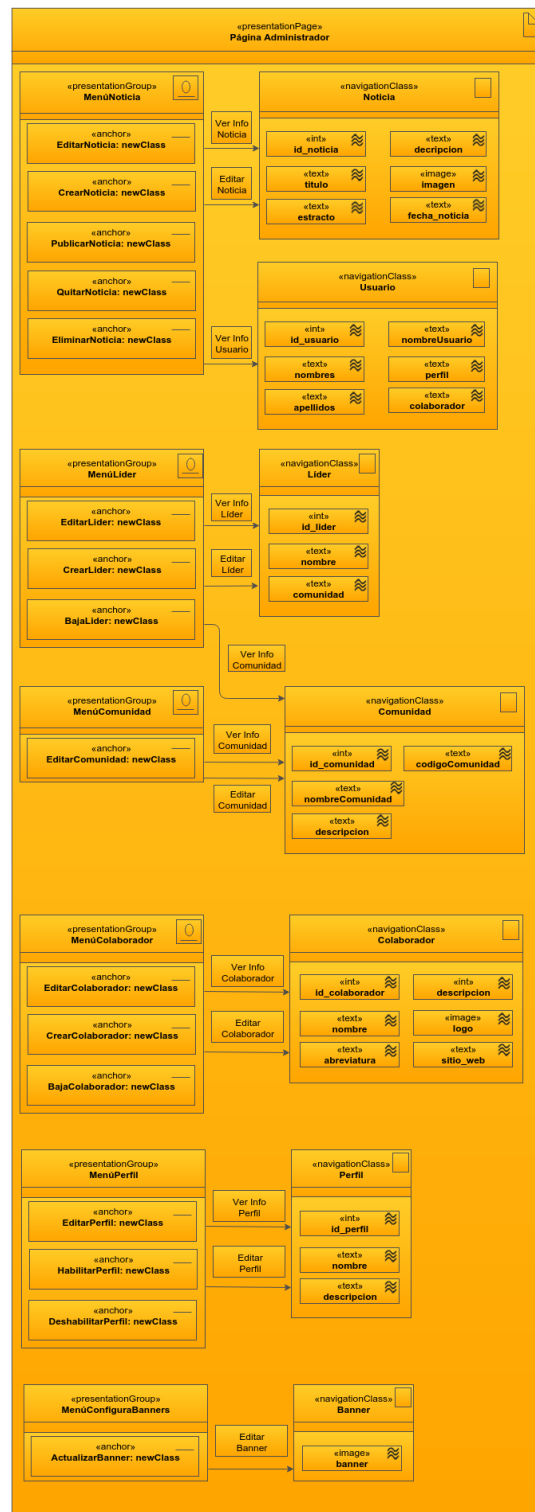 «presentationPage»
Página Administrador
«presentationGroup»
MenúNoticia
«anchor»
EditarNoticia: newClass
«anchor»
CrearNoticia: newClass
«anchor»
PublicarNoticia: newClass
«anchor»
QuitarNoticia: newClass
«anchor»
EliminarNoticia: newClass
Ver Info
Noticia
Editar
Noticia
Ver Info
Usuario
«navigationClass»
Noticia
«int»
id_noticia
«text»
decripcion
«text»
titulo
«image»
imagen
«text»
estracto
«text»
fecha_noticia
«navigationClass»
Usuario
«int»
id_usuario
«text»
nombreUsuario
«text»
nombres
«text»
perfil
«text»
apellidos
«text»
colaborador
«presentationGroup»
MenúLider
«anchor»
EditarLider: newClass
«anchor»
CrearLider: newClass
«anchor»
BajaLider: newClass
Ver Info
Líder
Editar
Líder
Ver Info
Comunidad
«navigationClass»
Líder
«int»
id_lider
«text»
nombre
«text»
comunidad
«presentationGroup»
MenúComunidad
«anchor»
EditarComunidad: newClass
Ver Info
Comunidad
Editar
Comunidad
«navigationClass»
Comunidad
«int»
id_comunidad
«text»
codigoComunidad
«text»
nombreComunidad
«text»
descripcion
«presentationGroup»
MenúColaborador
«anchor»
EditarColaborador: newClass
«anchor»
CrearColaborador: newClass
«anchor»
BajaColaborador: newClass
Ver Info
Colaborador
Editar
Colaborador
«navigationClass»
Colaborador
«int»
id_colaborador
«int»
descripcion
«text»
nombre
«image»
logo
«text»
abreviatura
«text»
sitio_web
«presentationGroup»
MenúPerfil
«anchor»
EditarPerfil: newClass
«anchor»
HabilitarPerfil: newClass
«anchor»
DeshabilitarPerfil: newClass
Ver Info
Perfil
Editar
Perfil
«navigationClass»
Perfil
«int»
id_perfil
«text»
nombre
«text»
descripcion
«presentationGroup»
MenúConfiguraBanners
«anchor»
ActualizarBanner: newClass
Editar
Banner
«navigationClass»
Banner
«image»
banner